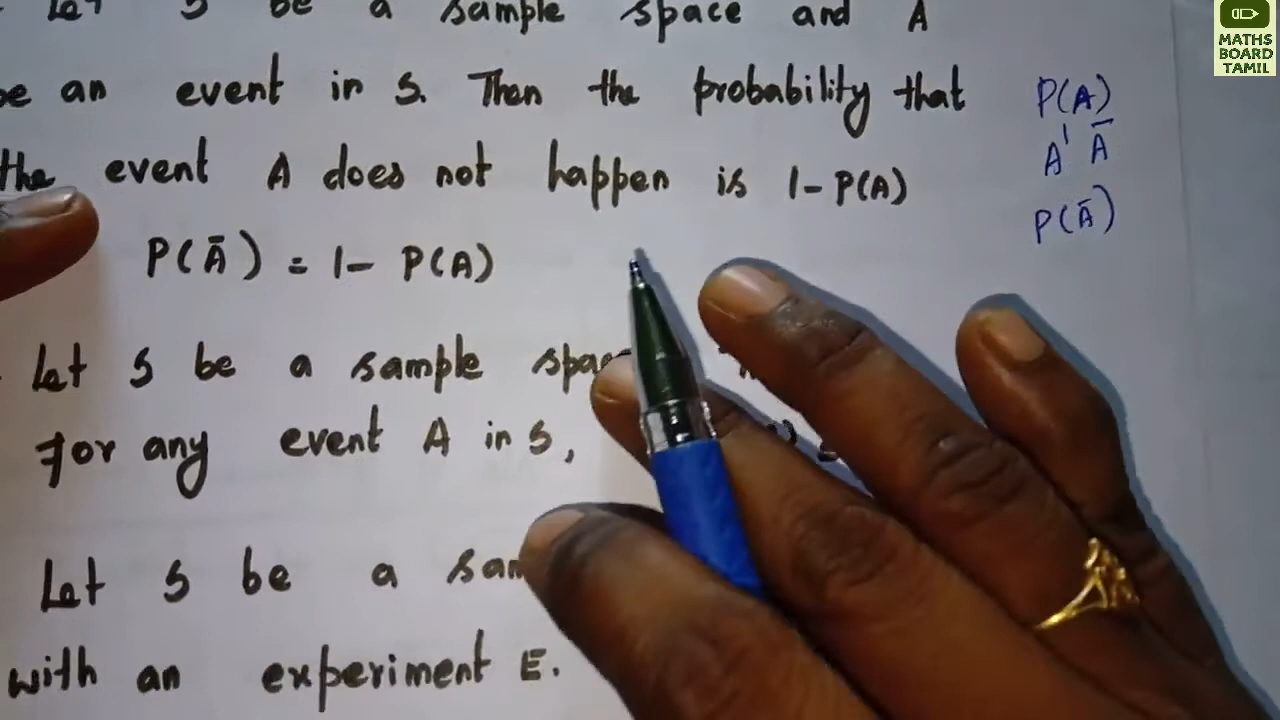 Let S be a sample space and A
be an event in S. Then the probability that
the event A does not happen is 1-P(A)
P(Ā) = 1- P(A)
Let S be a sample
for any event A in S,
Let S be a
with an experiment E.
P(A)
A' Ā
P(Ā)
MATHS
BOARD
TAMIL